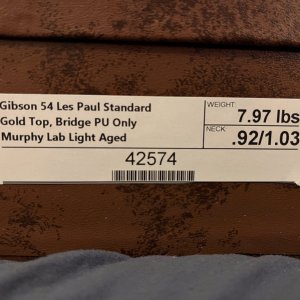 Gibson 54 Les Paul Standard
Gold Top, Bridge PU Only
Murphy Lab Light Aged
WEIGHT:
7.97 lbs
NECK:
.92/1.03
42574